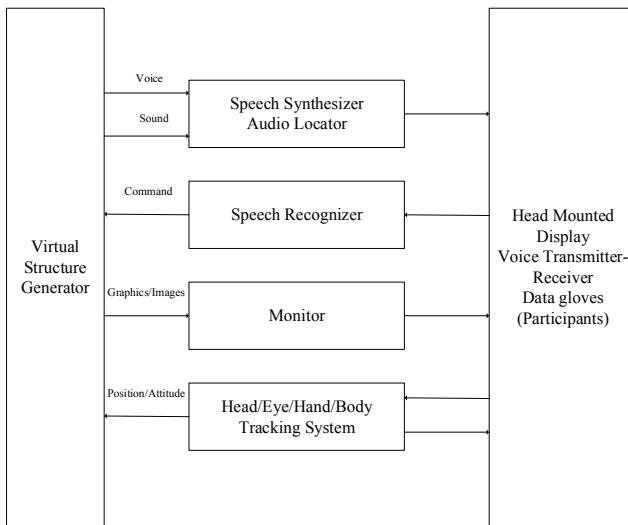 Voice
Sound
Speech Synthesizer
Audio Locator
Command
Speech Recognizer
Virtual
Structure
Generator
Graphics/Images
Monitor
Position/Attitude
Head/Eye/Hand/Body
Tracking System
Head Mounted
Display
Voice Transmitter-
Receiver
Data gloves
(Participants)